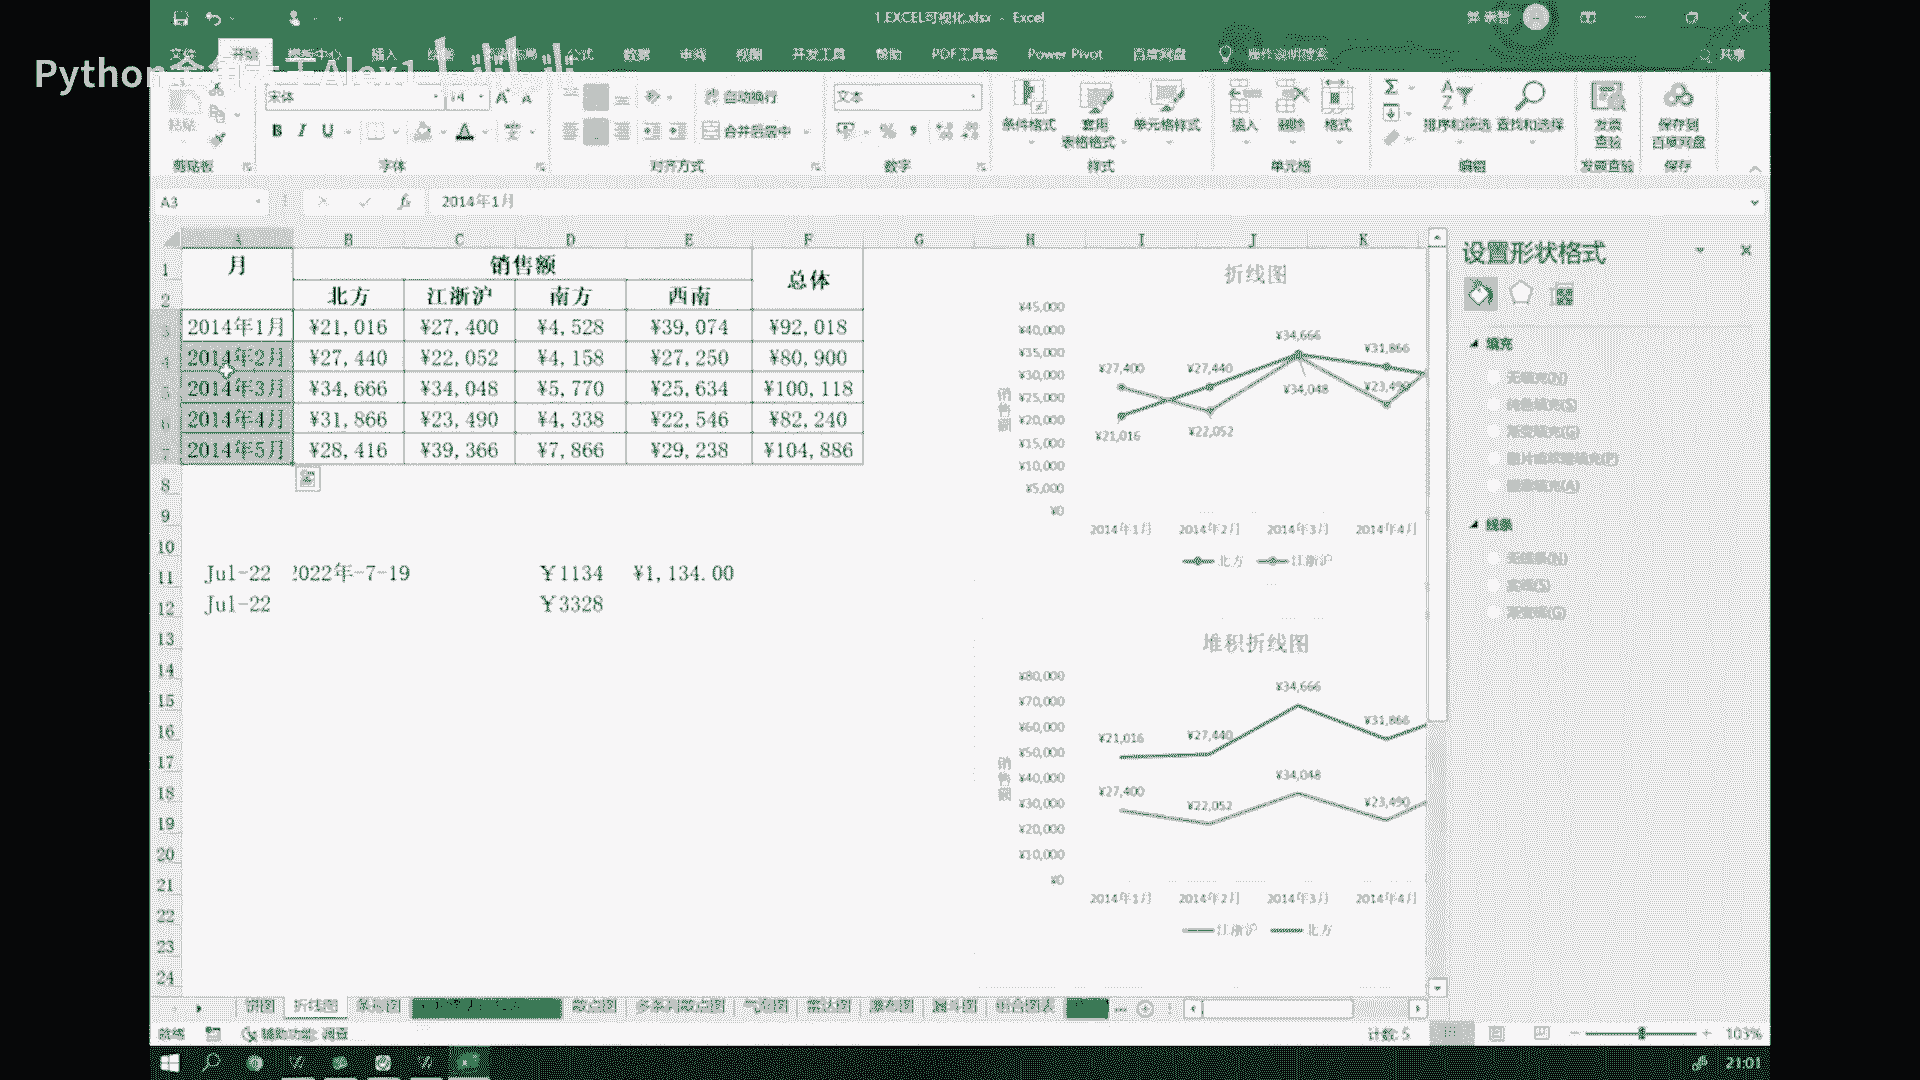 1.EXCEL可视化.xlsx - Excel
Python
文件 开始 插入 公式 数据 审阅 视图 开发工具 帮助 PDF工具集 Power Pivot 百度网盘 操作说明搜索 共享
宋体 14 自动换行 文本
粘贴 B I U 合并后居中 条件格式 套用 表格格式 单元格样式 插入 删除 格式 排序和筛选 查找和选择 发票 查验 保存到 百度网盘
剪贴板 字体 对齐方式 数字 样式 单元格 编辑 发票查验 保存
A3 fx 2014年1月
A B C D E F G H I J K
1 月 销售额 总体
2 北方 江浙沪 南方 西南
3 2014年1月 ¥21,016 ¥27,400 ¥4,528 ¥39,074 ¥92,018
4 2014年2月 ¥27,440 ¥22,052 ¥4,158 ¥27,250 ¥80,900
5 2014年3月 ¥34,666 ¥34,048 ¥5,770 ¥25,634 ¥100,118
6 2014年4月 ¥31,866 ¥23,490 ¥4,338 ¥22,546 ¥82,240
7 2014年5月 ¥28,416 ¥39,366 ¥7,866 ¥29,238 ¥104,886
8
9
10
11 Jul-22 2022年-7-19 ￥1134 ¥1,134.00
12 Jul-22 ￥3328
13
14
15
16
17
18
19
20
21
22
23
24
折线图
¥45,000
¥40,000
¥35,000
¥30,000
¥25,000
¥20,000
¥15,000
¥10,000
¥5,000
¥0
销售额
¥34,666
¥31,866
¥27,400 ¥27,440
¥34,048 ¥23,490
¥21,016 ¥22,052
2014年1月 2014年2月 2014年3月 2014年4月
北方 江浙沪
堆积折线图
¥80,000
¥70,000
¥60,000
¥50,000
¥40,000
¥30,000
¥20,000
¥10,000
¥0
销售额
¥34,666
¥21,016 ¥27,440 ¥31,866
¥34,048
¥27,400 ¥22,052 ¥23,490
2014年1月 2014年2月 2014年3月 2014年4月
江浙沪 北方
设置形状格式
填充
无填充(N)
纯色填充(S)
渐变填充(G)
图片或纹理填充(P)
图案填充(A)
线条
无线条(N)
实线(S)
渐变线(G)
饼图 折线图 条形图 散点图 多系列散点图 气泡图 雷达图 瀑布图 漏斗图 组合图表
就绪 辅助功能: 调查 计数: 5 103%
21:01